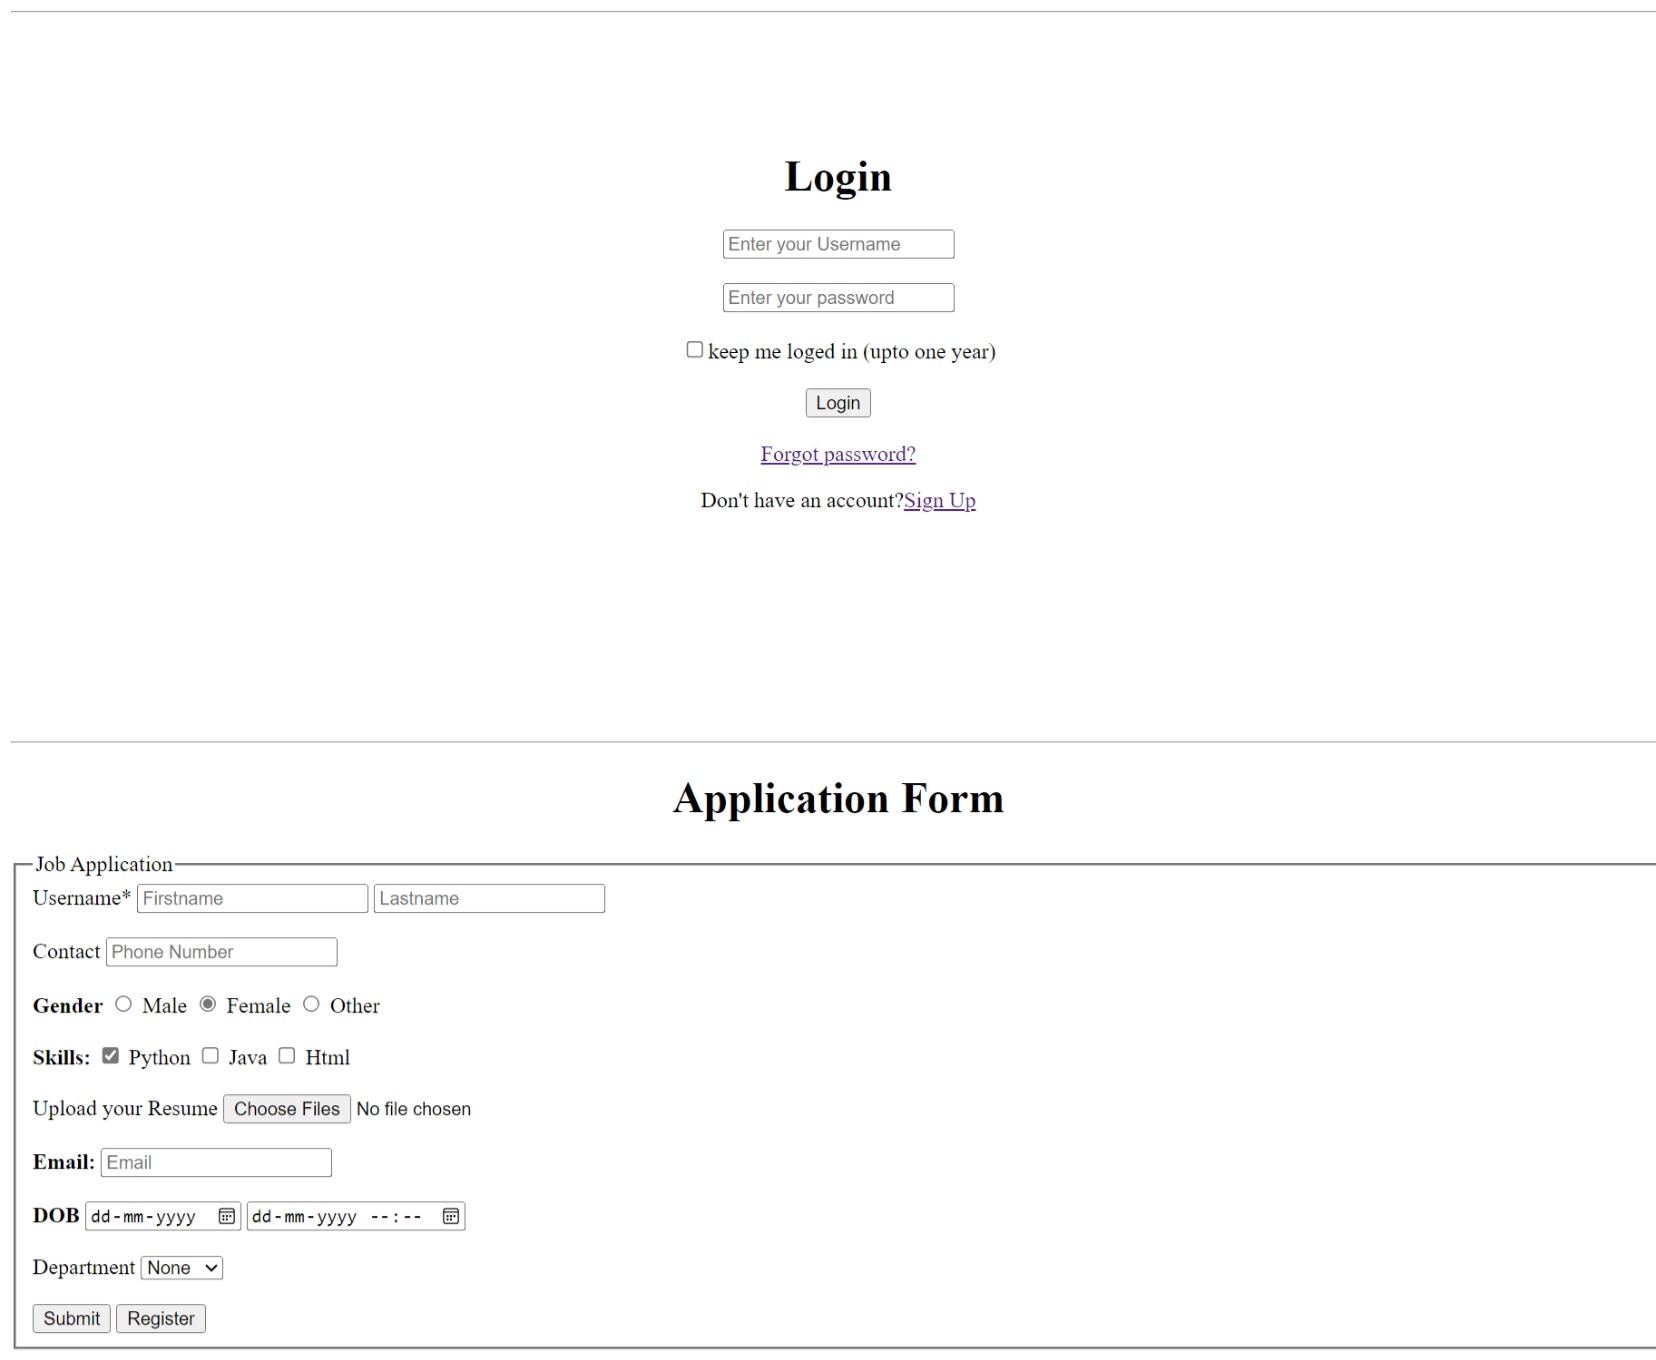 Login
Enter your Username
Enter your password
keep me loged in (upto one year)
Login
Forgot password?
Don't have an account?Sign Up
Application Form
Job Application
Username* Firstname Lastname
Contact Phone Number
Gender Male Female Other
Skills: Python Java Html
Upload your Resume Choose Files No file chosen
Email: Email
DOB dd-mm-yyyy dd-mm-yyyy --:--
Department None
Submit Register